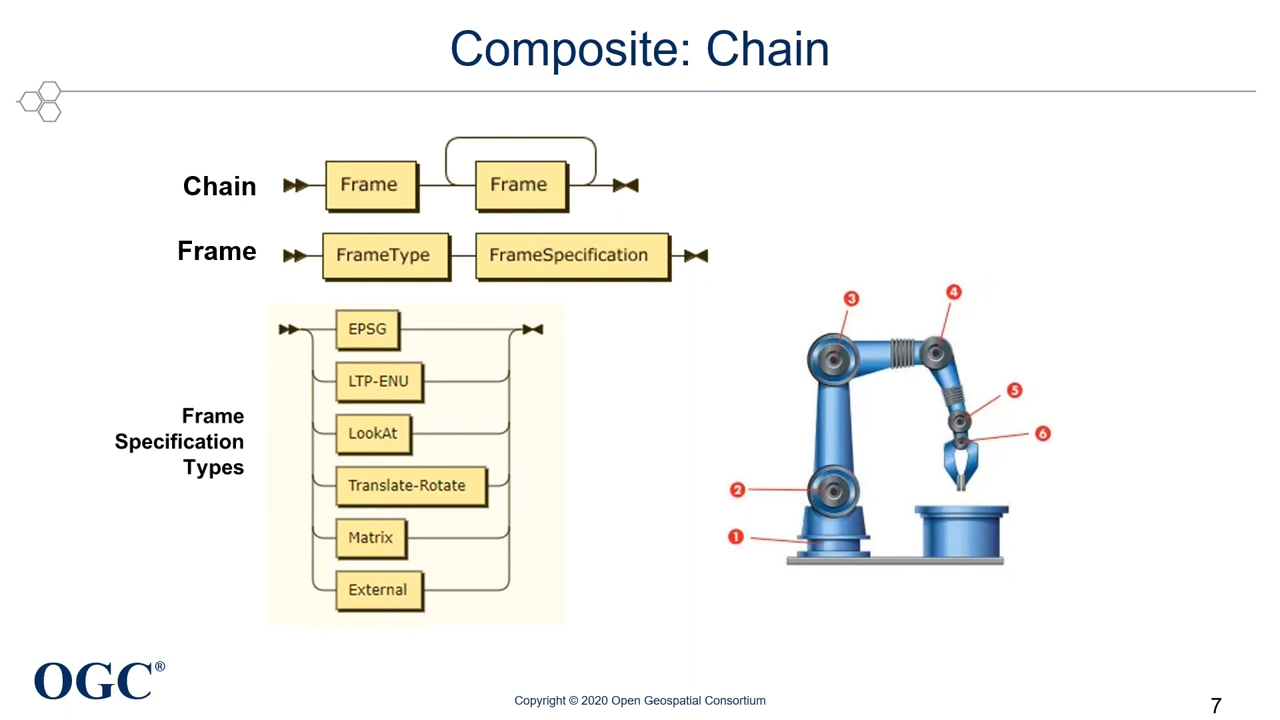 Composite: Chain
Chain
Frame
Frame
Frame
FrameType
FrameSpecification
Frame
Specification
Types
EPSG
LTP-ENU
LookAt
Translate-Rotate
Matrix
External
3
4
5
6
2
1
OGC®
Copyright © 2020 Open Geospatial Consortium
7